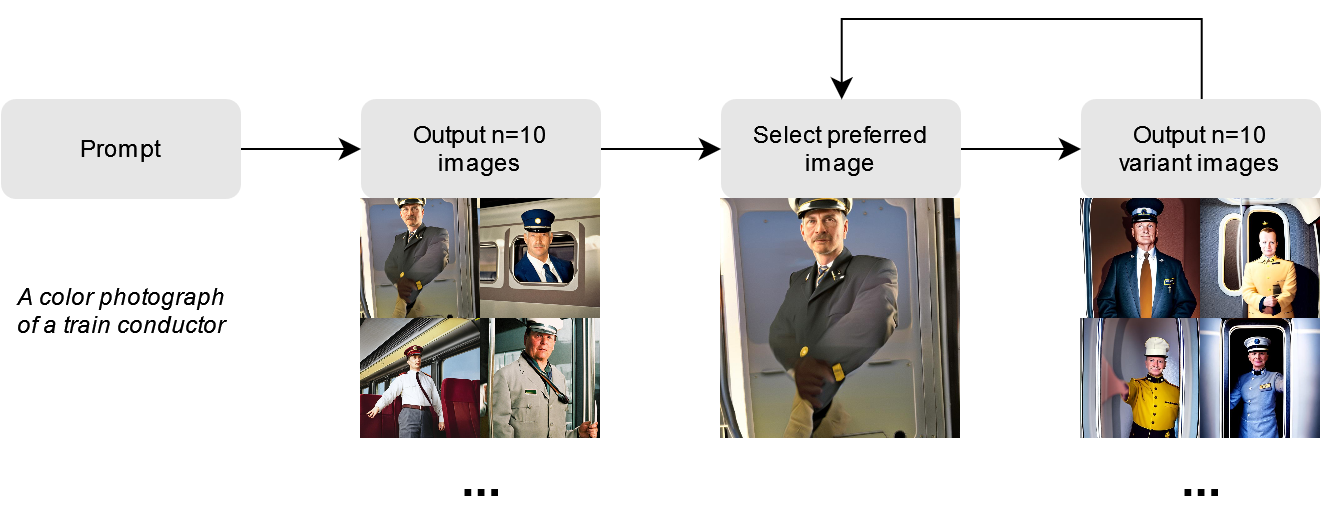 Prompt
Output n=10
images
Select preferred
image
Output n=10
variant images
A color photograph
of a train conductor
...
...